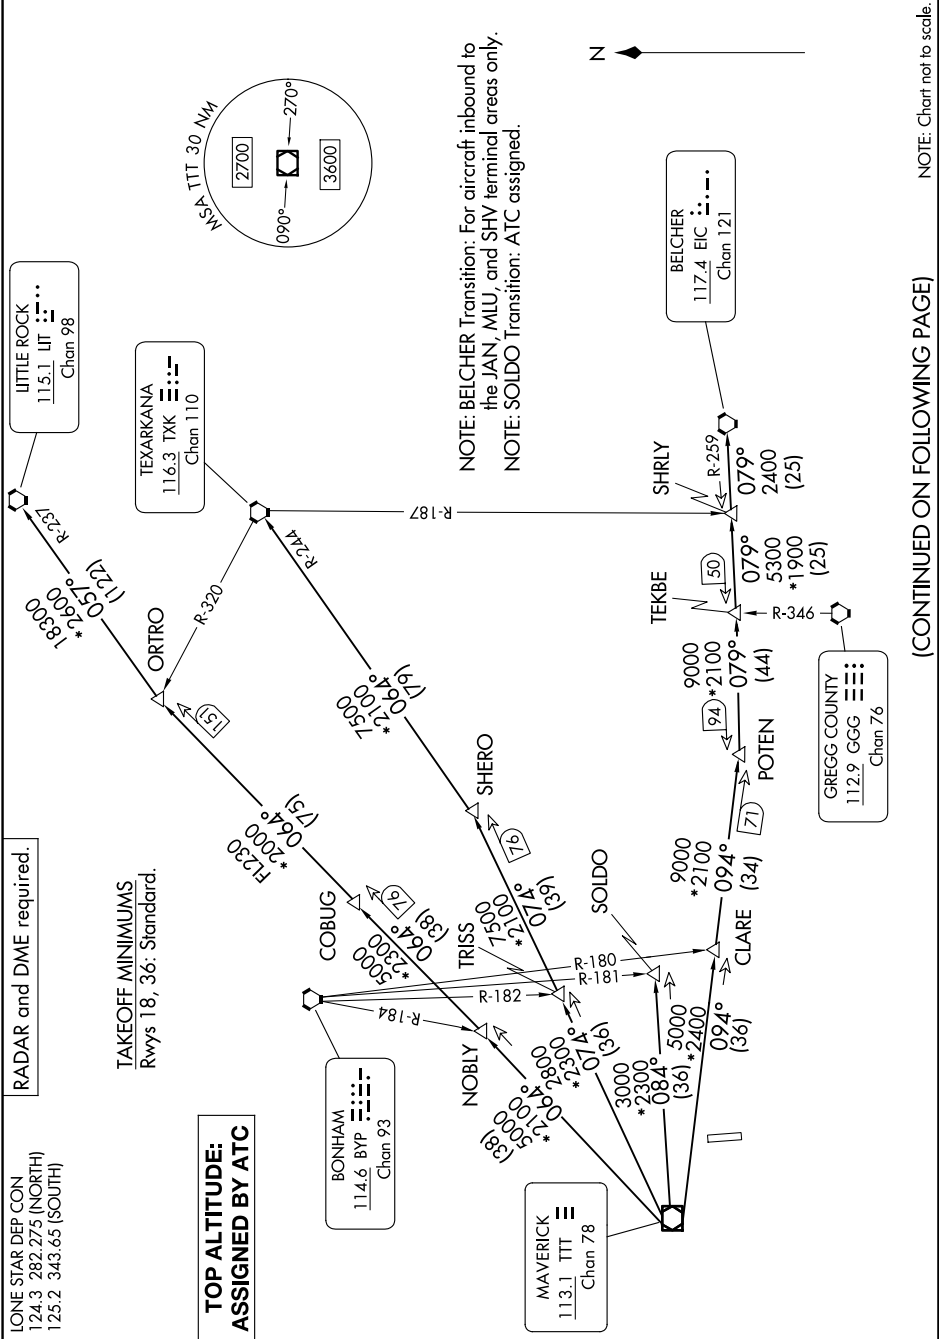 LONE STAR DEP CON
124.3 282.275 (NORTH)
125.2 343.65 (SOUTH)
RADAR and DME required.
TAKEOFF MINIMUMS
Rwys 18, 36: Standard.
TOP ALTITUDE:
ASSIGNED BY ATC
LITTLE ROCK
115.1 LIT
Chan 98
TEXARKANA
116.3 TXK
Chan 110
MSA TTT 30 NM
2700
090°
270°
3600
BONHAM
114.6 BYP
Chan 93
MAVERICK
113.1 TTT
Chan 78
GREGG COUNTY
112.9 GGG
Chan 76
BELCHER
117.4 EIC
Chan 121
NOTE: BELCHER Transition: For aircraft inbound to
the JAN, MLU, and SHV terminal areas only.
NOTE: SOLDO Transition: ATC assigned.
N
R-237
18300
*2600
057°
(122)
ORTRO
R-320
151
FL230
*2000
064°
(75)
COBUG
76
5000
*2300
064°
(38)
NOBLY
R-184
5000
*2100
064°
(38)
R-244
7500
*2100
064°
(79)
SHERO
76
7500
*2100
074°
(39)
TRISS
R-182
2800
*2300
074°
(36)
SOLDO
R-181
3000
*2300
084°
(36)
R-180
CLARE
5000
*2400
094°
(36)
9000
*2100
094°
(34)
71
POTEN
94
9000
*2100
079°
(44)
TEKBE
R-346
50
079°
5300
*1900
(25)
SHRLY
R-187
R-259
079°
2400
(25)
(CONTINUED ON FOLLOWING PAGE)
NOTE: Chart not to scale.